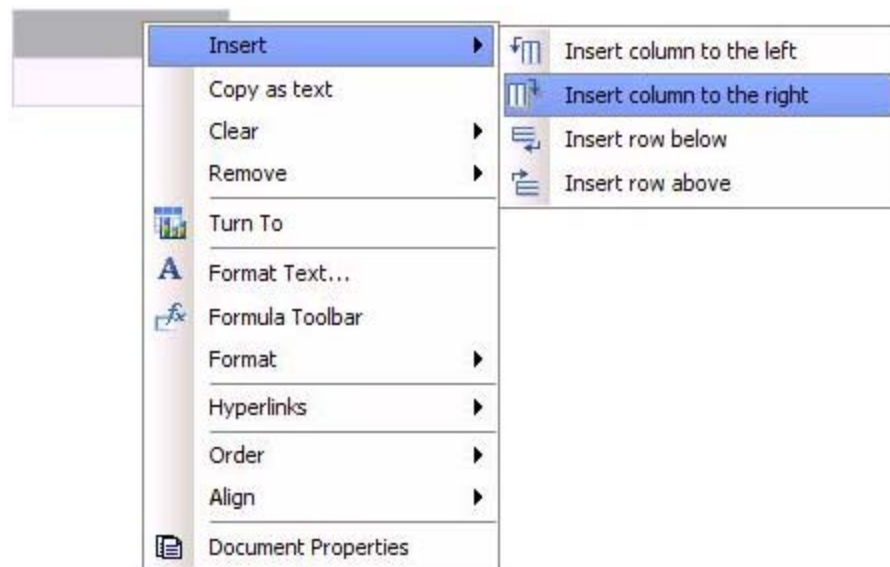 Insert
Copy as text
Clear
Remove
Turn To
Format Text...
Formula Toolbar
Format
Hyperlinks
Order
Align
Document Properties
Insert column to the left
Insert column to the right
Insert row below
Insert row above